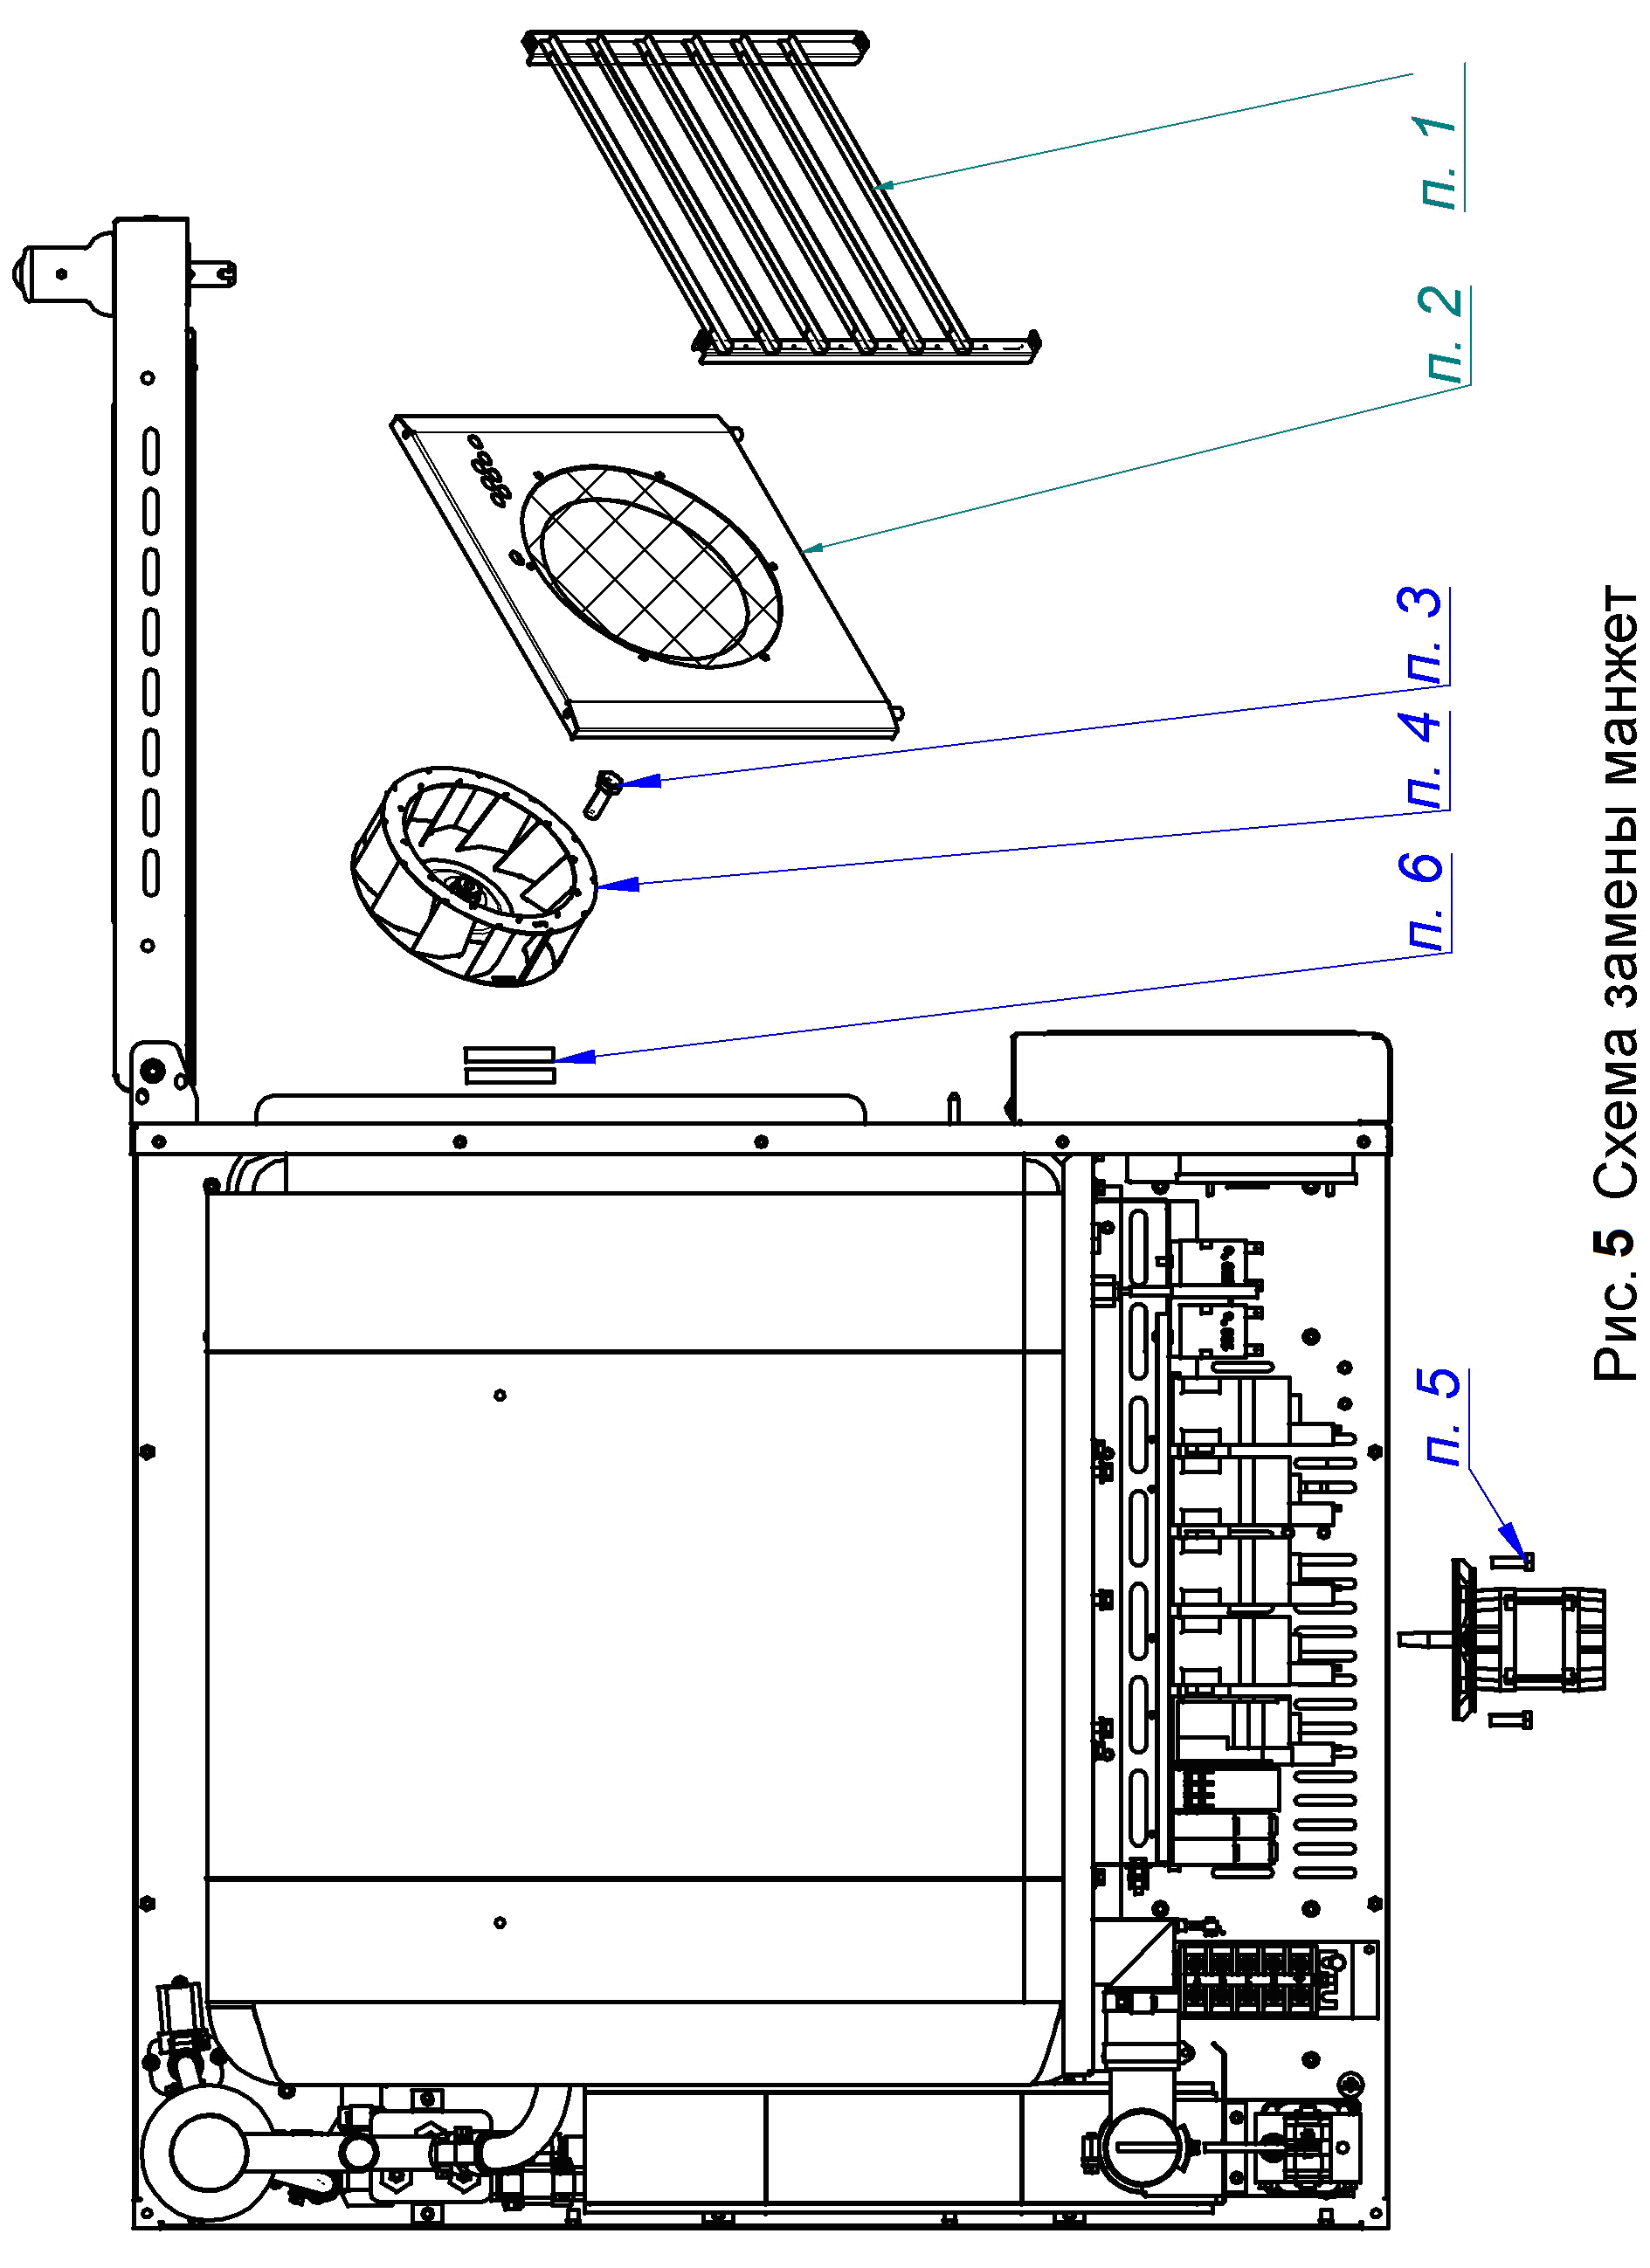 п. 1
п. 2
п. 3
п. 4
п. 6
п. 5
Рис. 5 Схема замены манжет